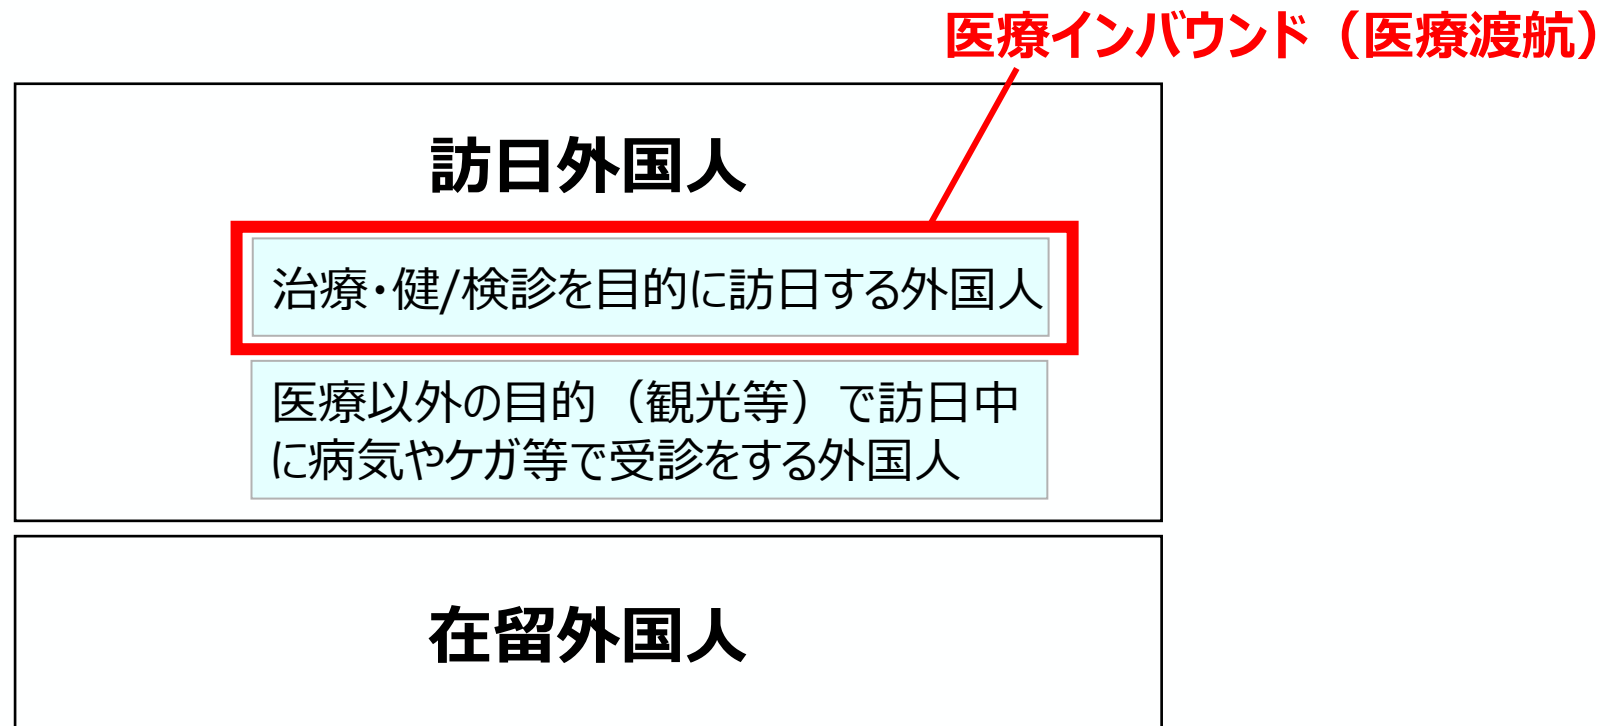 医療インバウンド（医療渡航）
訪日外国人
治療・健/検診を目的に訪日する外国人
医療以外の目的（観光等）で訪日中
に病気やケガ等で受診をする外国人
在留外国人